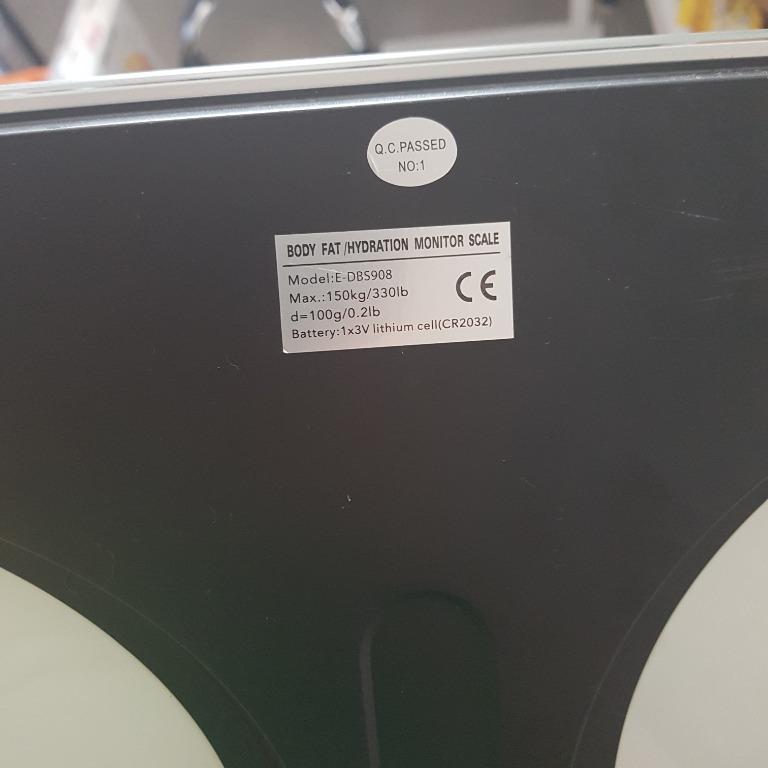 Q.C.PASSED
NO:1
BODY FAT/HYDRATION MONITOR SCALE
Model:E-DBS908
Max.:150kg/330lb
d=100g/0.2lb
Battery:1x3V lithium cell(CR2032)
CE